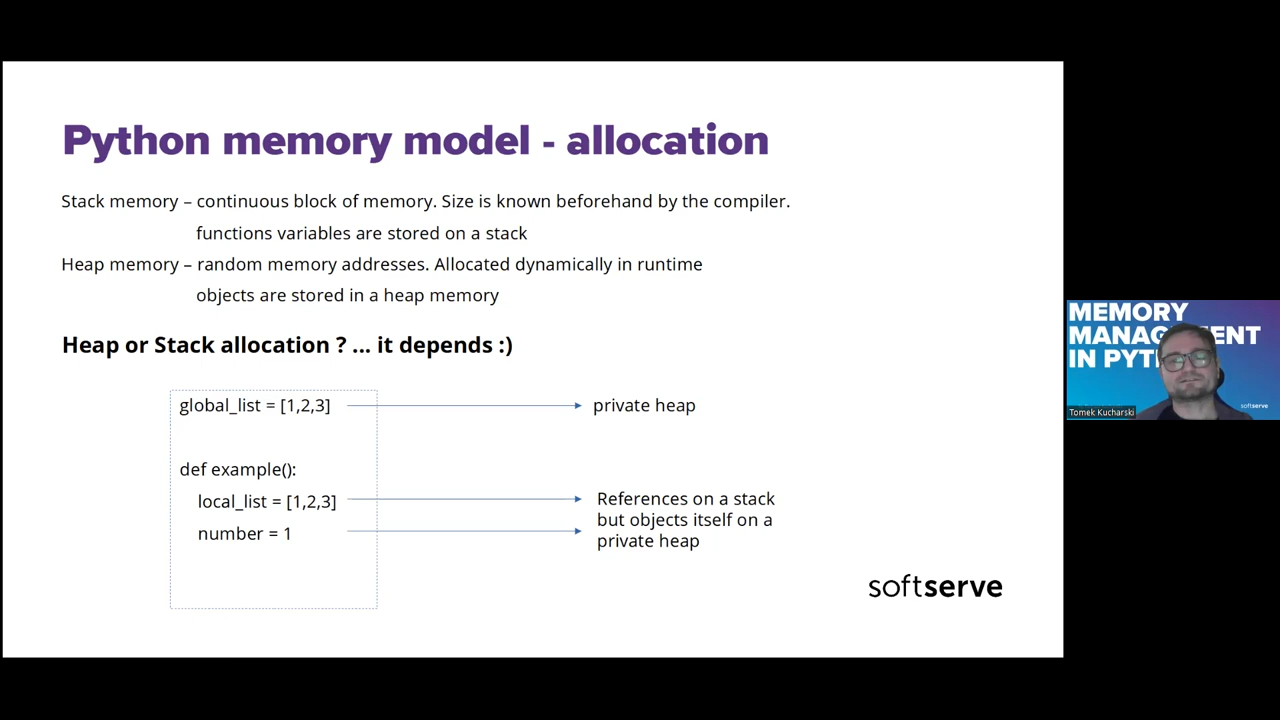 Python memory model - allocation
Stack memory – continuous block of memory. Size is known beforehand by the compiler.
functions variables are stored on a stack
Heap memory – random memory addresses. Allocated dynamically in runtime
objects are stored in a heap memory
Heap or Stack allocation ? ... it depends :)
global_list = [1,2,3]
private heap
def example():
local_list = [1,2,3]
number = 1
References on a stack
but objects itself on a
private heap
softserve
MEMORY
MANAGEMENT
IN PYT
softserve
Tomek Kucharski